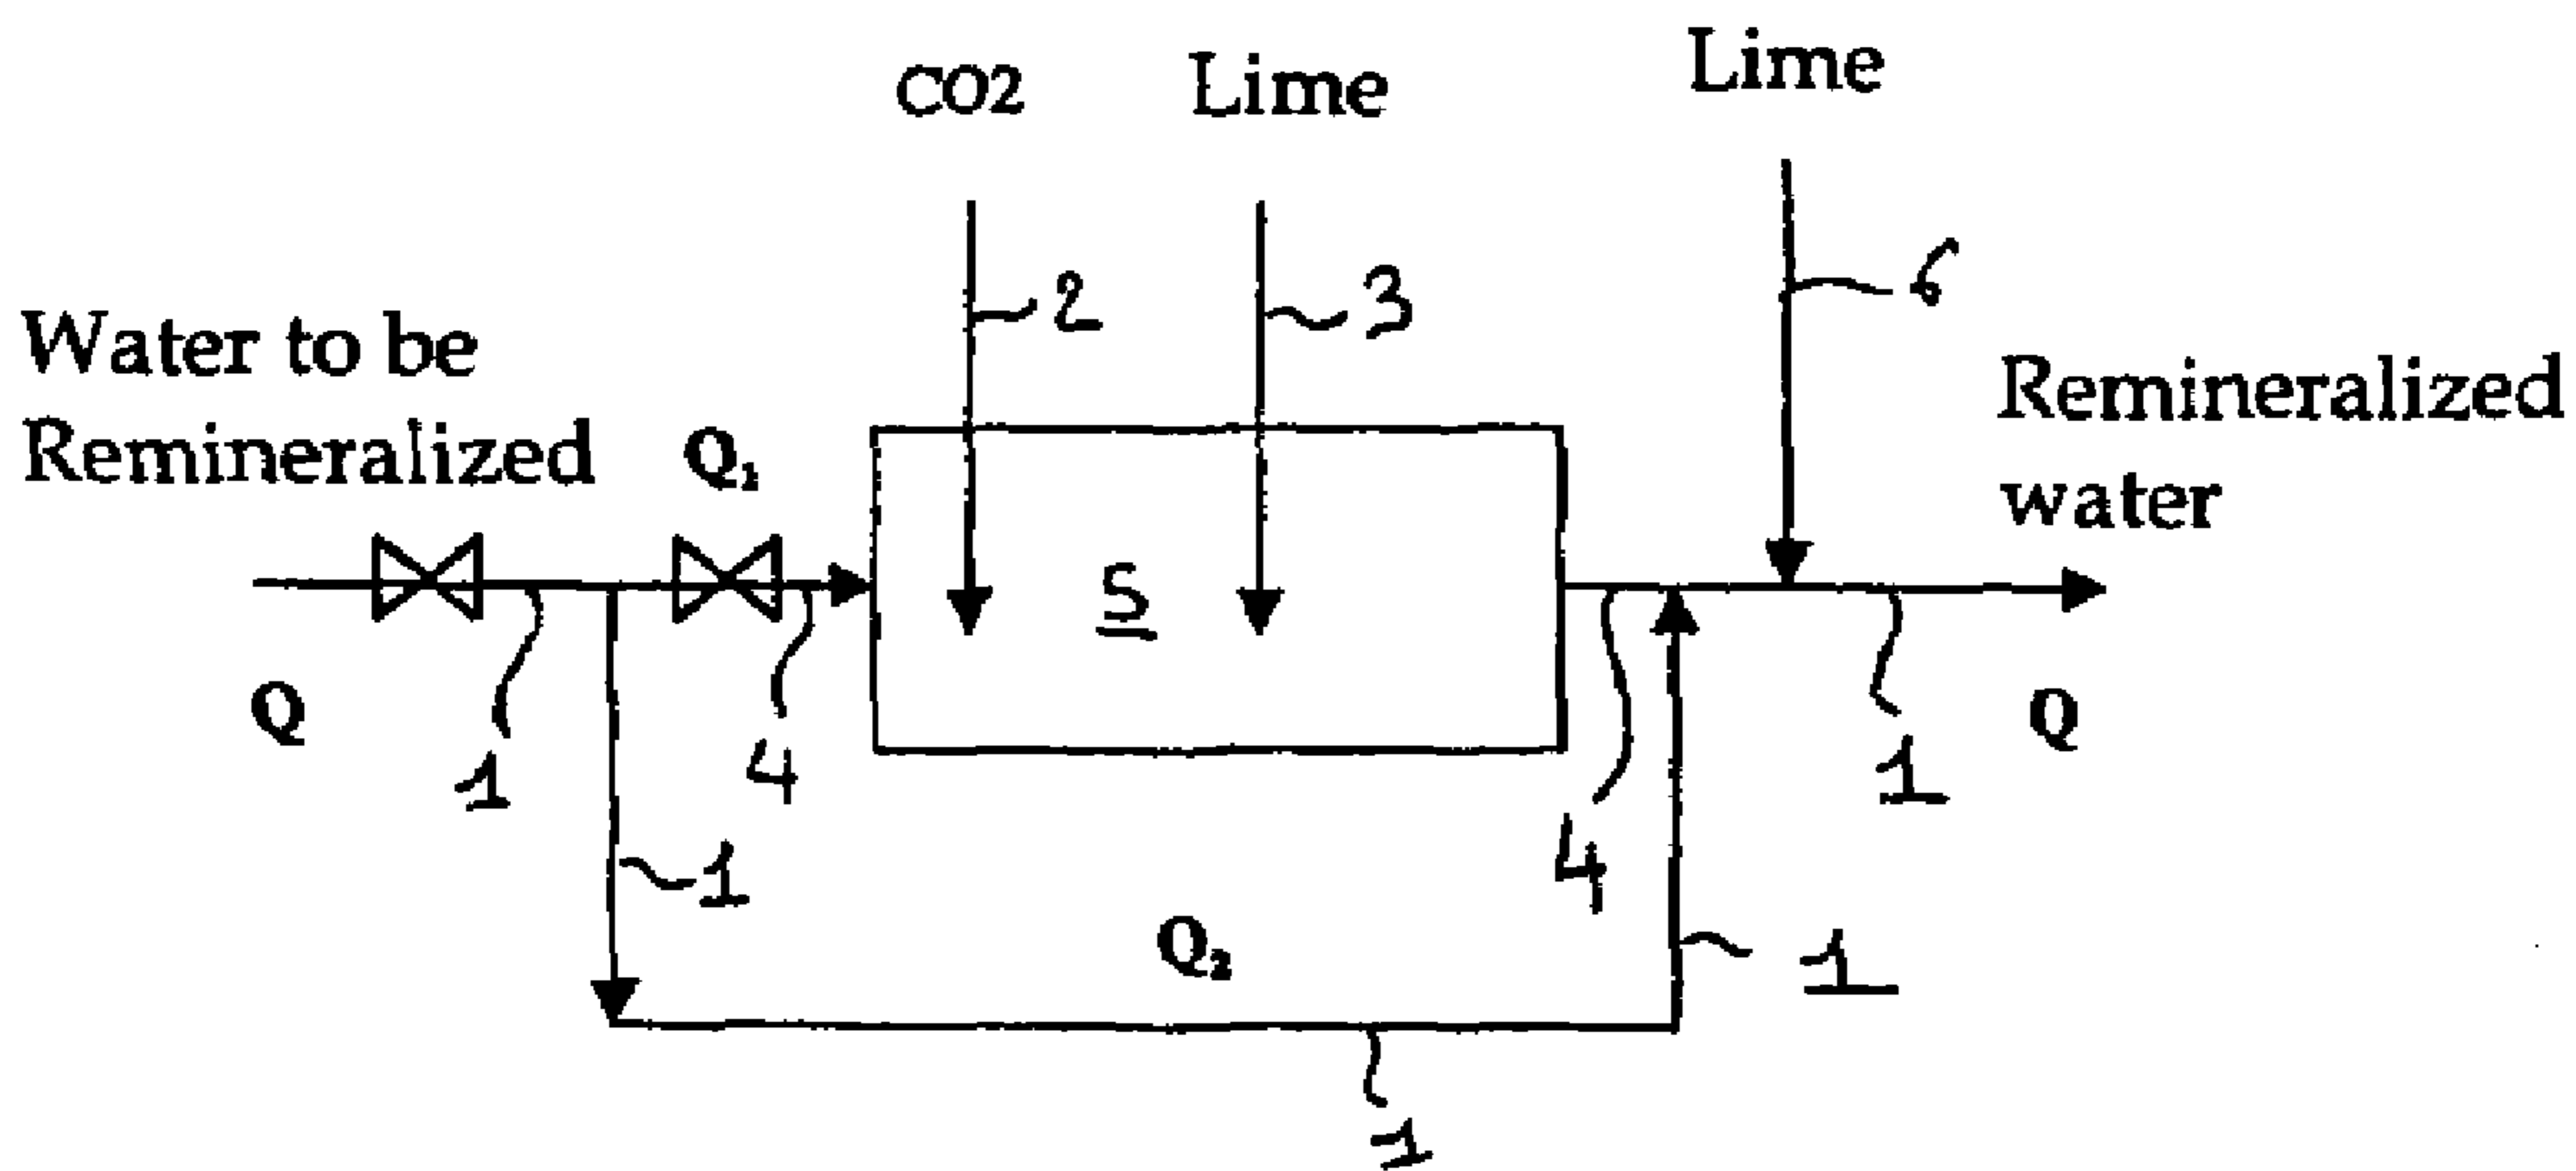 CO2
Lime
Lime
2
3
6
Water to be
Remineralized
Q₁
Remineralized
water
5
Q
1
4
4
1
Q
1
Q₂
1
1